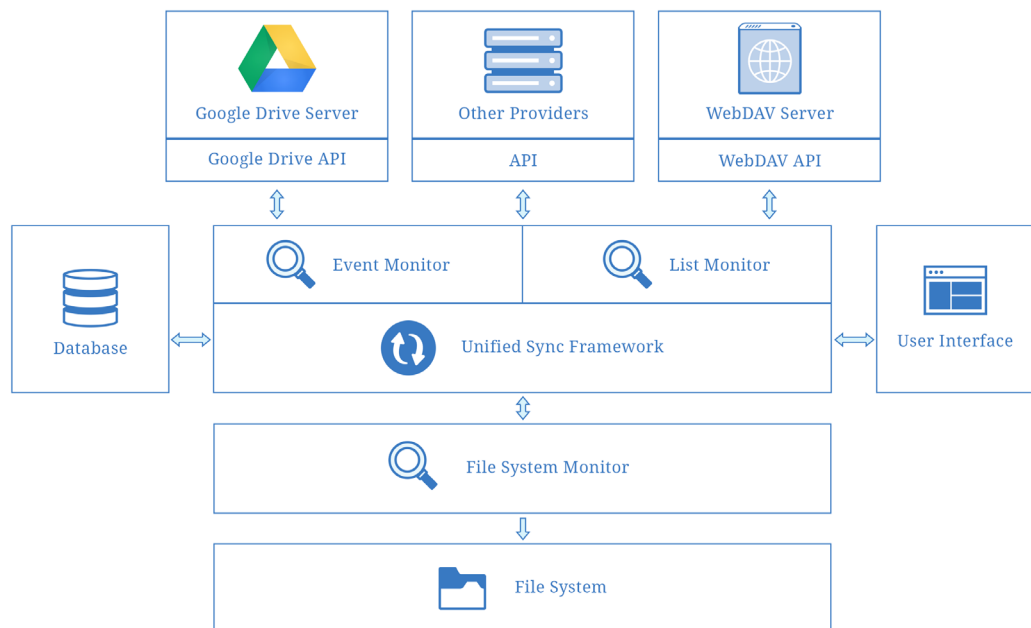 Google Drive Server
Other Providers
WebDAV Server
Google Drive API
API
WebDAV API
Event Monitor
List Monitor
Database
Unified Sync Framework
User Interface
File System Monitor
File System